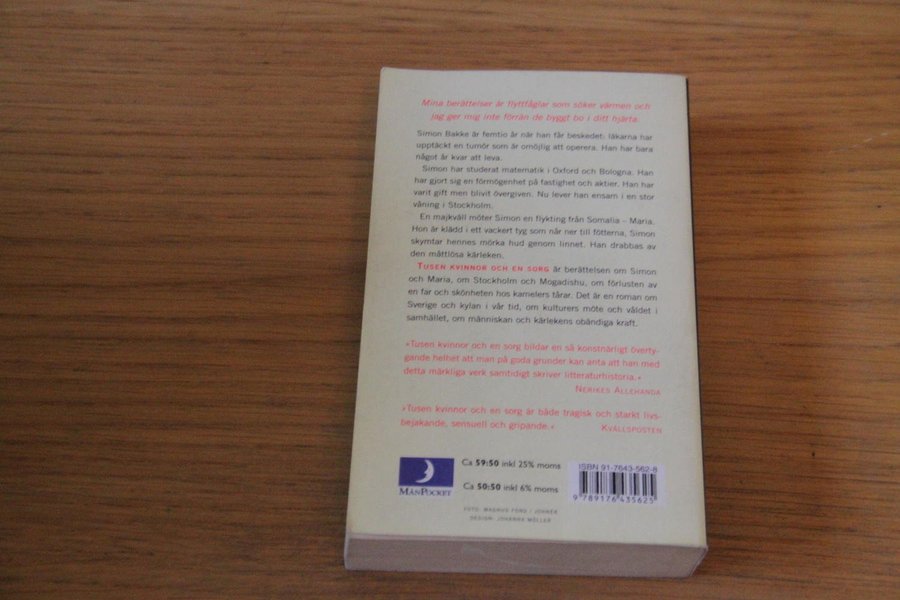 Mina berättelser är flyttfåglar som söker värmen och
jag ger mig inte förrän de byggt bo i ditt hjärta.
Simon Bakke är femtio år när han får beskedet: läkarna har
upptäckt en tumör som är omöjlig att operera. Han har bara
något år kvar att leva.
Simon har studerat matematik i Oxford och Bologna. Han
har gjort sig en förmögenhet på fastighet och aktier. Han har
varit gift men blivit övergiven. Nu lever han ensam i en stor
våning i Stockholm.
En majkväll möter Simon en flykting från Somalia – Maria.
Hon är klädd i ett vackert tyg som når ner till fötterna, Simon
skymtar hennes mörka hud genom linnet. Han drabbas av
den måttlösa kärleken.
TUSEN KVINNOR OCH EN SORG är berättelsen om Simon
och Maria, om Stockholm och Mogadishu, om förlusten av
en far och skönheten hos kamelers tårar. Det är en roman om
Sverige och kylan i vår tid, om kulturers möte och våldet i
samhället, om människan och kärlekens obändiga kraft.
»Tusen kvinnor och en sorg bildar en så konstnärligt överty-
gande helhet att man på goda grunder kan anta att han med
detta märkliga verk samtidigt skriver litteraturhistoria.«
NERIKES ALLEHANDA
»Tusen kvinnor och en sorg är både tragisk och starkt livs-
bejakande, sensuell och gripande.« KVÄLLSPOSTEN
MÅNPOCKET
Ca 59:50 inkl 25% moms
Ca 50:50 inkl 6% moms
ISBN 91-7643-562-8
9 789176 435625
FOTO: MAGNUS FOND / JOHNÉR
DESIGN: JOHANNA MÖLLER